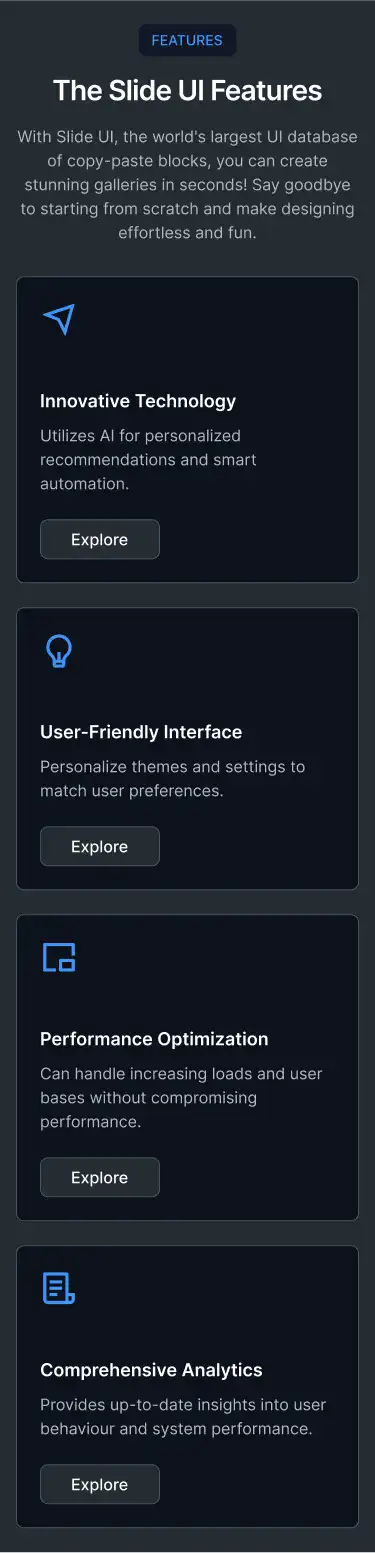 FEATURES
The Slide UI Features
With Slide UI, the world's largest UI database
of copy-paste blocks, you can create
stunning galleries in seconds! Say goodbye
to starting from scratch and make designing
effortless and fun.
Innovative Technology
Utilizes AI for personalized
recommendations and smart
automation.
Explore
User-Friendly Interface
Personalize themes and settings to
match user preferences.
Explore
Performance Optimization
Can handle increasing loads and user
bases without compromising
performance.
Explore
Comprehensive Analytics
Provides up-to-date insights into user
behaviour and system performance.
Explore